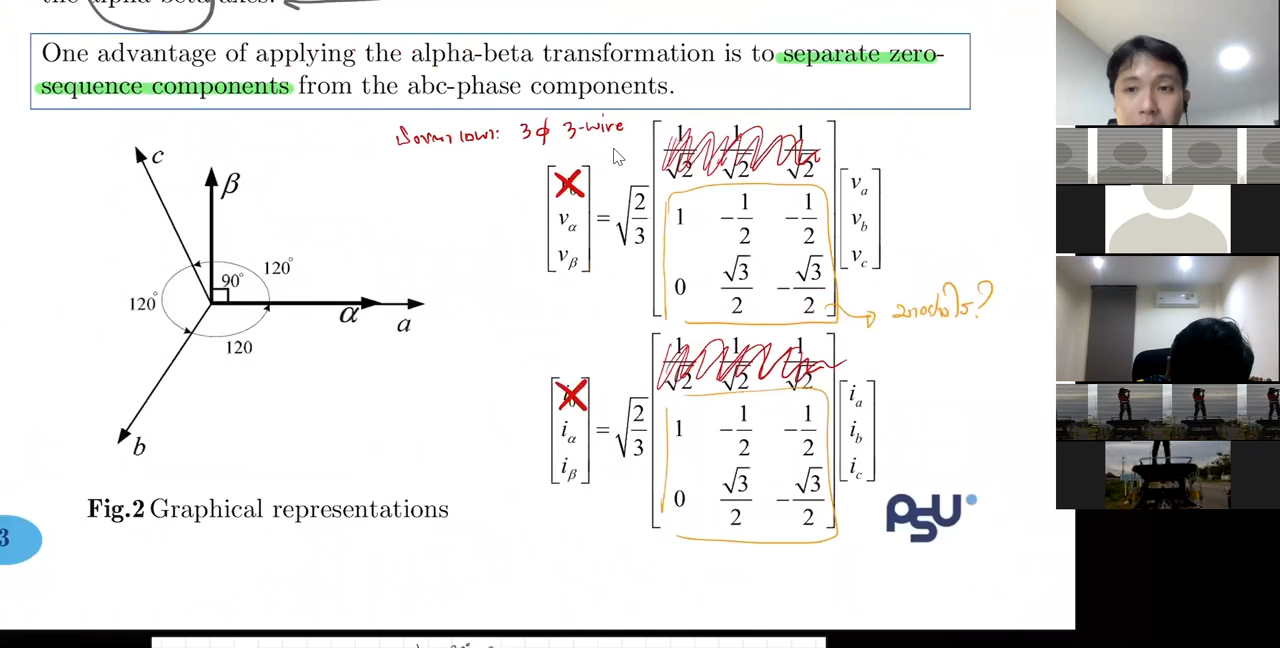 the alpha-beta axes.
One advantage of applying the alpha-beta transformation is to separate zero-
sequence components from the abc-phase components.
3ϕ 3-wire
c
β
90°
120°
120°
120
α
a
b
Fig.2 Graphical representations
3
1/√2 1/√2 1/√2
v_α = √(2/3) 1 -1/2 -1/2 v_a
v_β 0 √3/2 -√3/2 v_b
v_c
1/√2 1/√2 1/√2
i_α = √(2/3) 1 -1/2 -1/2 i_a
i_β 0 √3/2 -√3/2 i_b
i_c
PSU